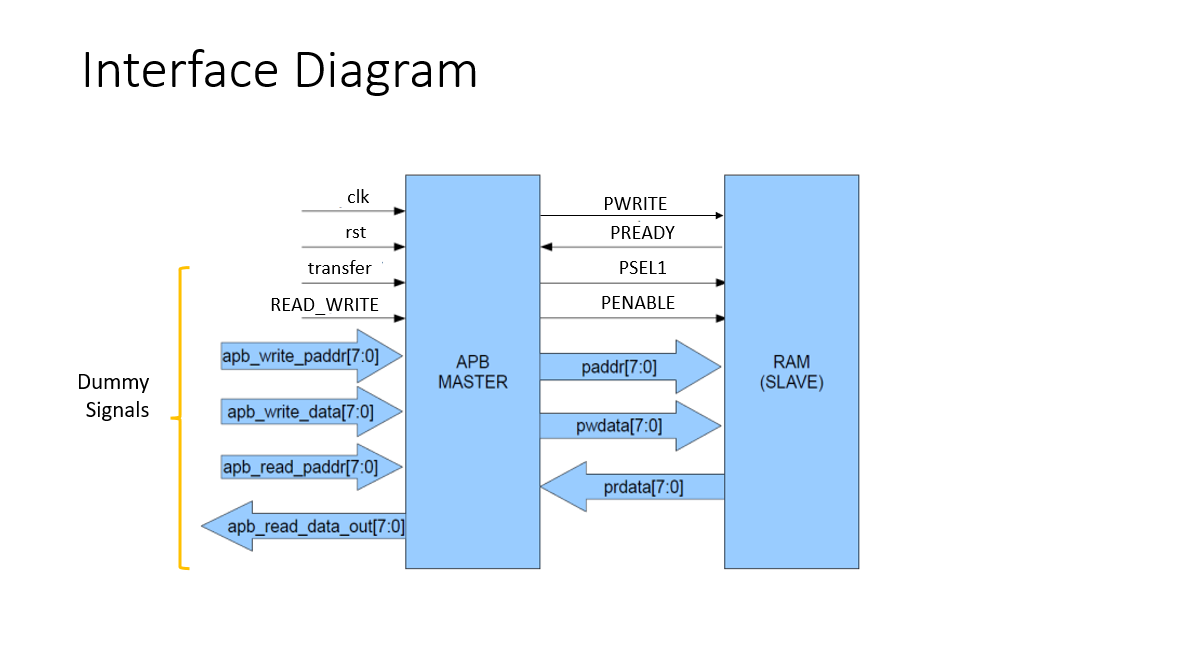 Interface Diagram
clk
rst
transfer
READ_WRITE
apb_write_paddr[7:0]
apb_write_data[7:0]
apb_read_paddr[7:0]
apb_read_data_out[7:0]
Dummy
Signals
APB
MASTER
PWRITE
PREADY
PSEL1
PENABLE
paddr[7:0]
pwdata[7:0]
prdata[7:0]
RAM
(SLAVE)